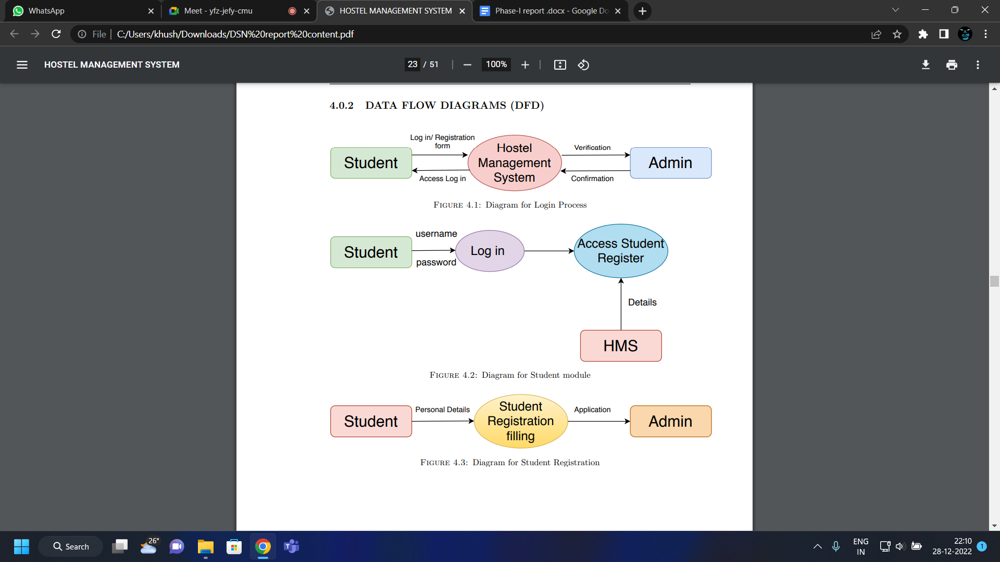 WhatsApp
Meet - yfz-jefy-cmu
HOSTEL MANAGEMENT SYSTEM
Phase-I report .docx - Google Do
File
C:/Users/khush/Downloads/DSN%20report%20content.pdf
HOSTEL MANAGEMENT SYSTEM
23 / 51
100%
4.0.2 DATA FLOW DIAGRAMS (DFD)
Log in/ Registration
form
Student
Hostel
Management
System
Verification
Admin
Access Log in
Confirmation
FIGURE 4.1: Diagram for Login Process
username
Student
password
Log in
Access Student
Register
Details
HMS
FIGURE 4.2: Diagram for Student module
Student
Personal Details
Student
Registration
filling
Application
Admin
FIGURE 4.3: Diagram for Student Registration
26°
Search
ENG
IN
22:10
28-12-2022
1